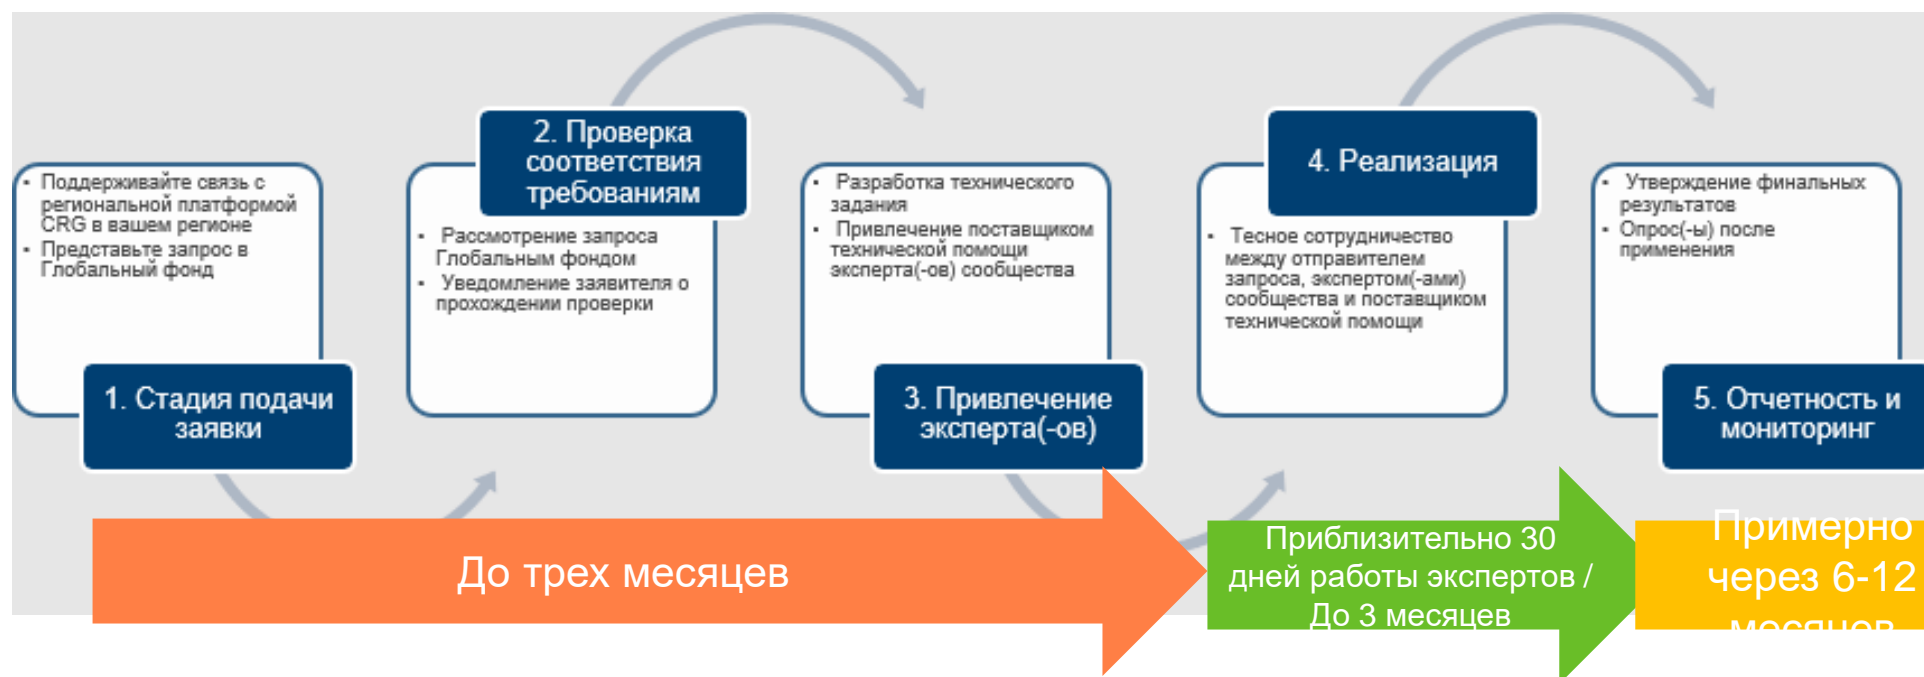 • Поддерживайте связь с
региональной платформой
CRG в вашем регионе
• Представьте запрос в
Глобальный фонд
1. Стадия подачи
заявки
2. Проверка
соответствия
требованиям
• Рассмотрение запроса
Глобальным фондом
• Уведомление заявителя о
прохождении проверки
• Разработка технического
задания
• Привлечение поставщиком
технической помощи
эксперта(-ов) сообщества
3. Привлечение
эксперта(-ов)
4. Реализация
• Тесное сотрудничество
между отправителем
запроса, экспертом(-ами)
сообщества и поставщиком
технической помощи
• Утверждение финальных
результатов
• Опрос(-ы) после
применения
5. Отчетность и
мониторинг
До трех месяцев
Приблизительно 30
дней работы экспертов /
До 3 месяцев
Примерно
через 6-12
месяцев